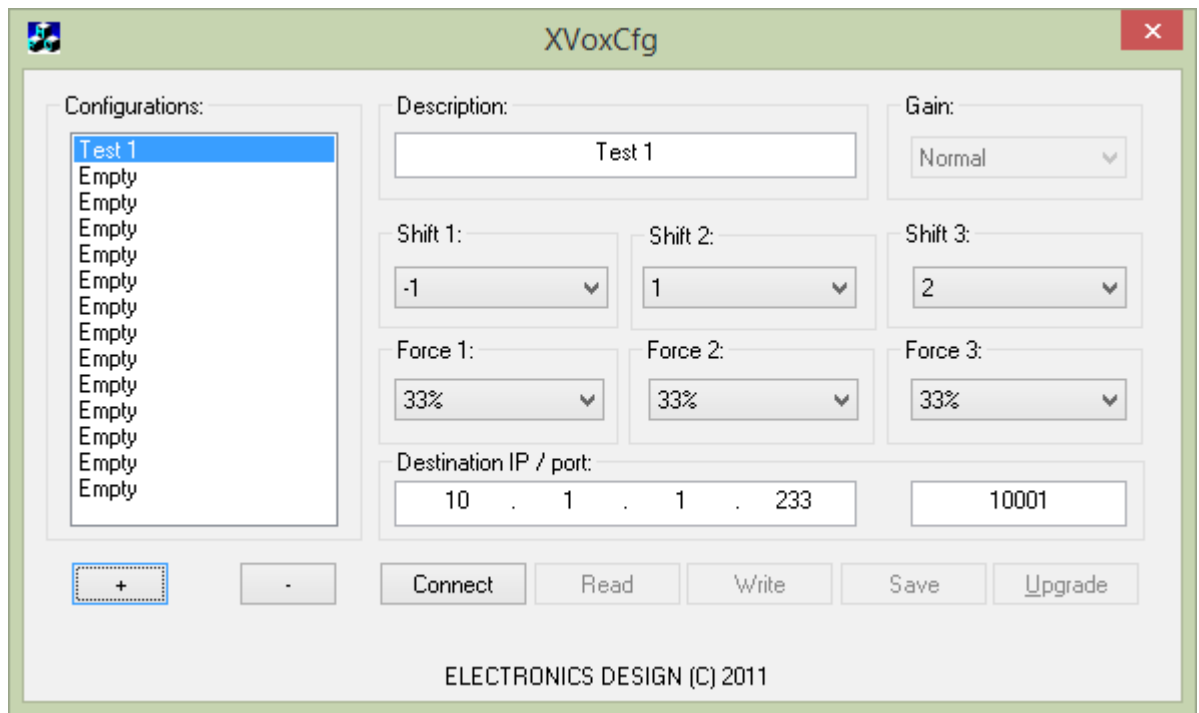 XVoxCfg
Configurations:
Test 1
Empty
Empty
Empty
Empty
Empty
Empty
Empty
Empty
Empty
Empty
Empty
Empty
Empty
+ -
Description:
Test 1
Gain:
Normal
Shift 1: Shift 2: Shift 3:
-1 1 2
Force 1: Force 2: Force 3:
33% 33% 33%
Destination IP / port:
10 . 1 . 1 . 233 10001
Connect Read Write Save Upgrade
ELECTRONICS DESIGN (C) 2011